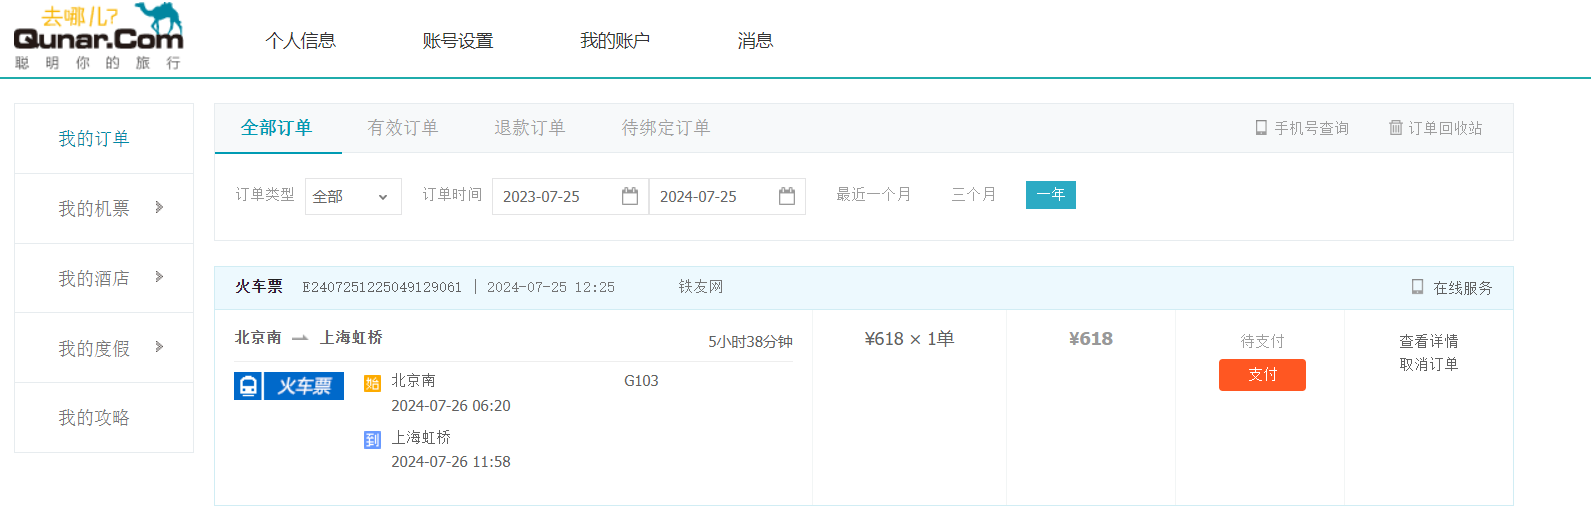 去哪儿?
Qunar.Com
聪明你的旅行
个人信息
账号设置
我的账户
消息
我的订单
我的机票
我的酒店
我的度假
我的攻略
全部订单
有效订单
退款订单
待绑定订单
手机号查询
订单回收站
订单类型
全部
订单时间
2023-07-25
2024-07-25
最近一个月
三个月
一年
火车票 E2407251225049129061 | 2024-07-25 12:25 铁友网
在线服务
北京南 上海虹桥
5小时38分钟
火车票
始 北京南
G103
2024-07-26 06:20
到 上海虹桥
2024-07-26 11:58
¥618 × 1单
¥618
待支付
支付
查看详情
取消订单